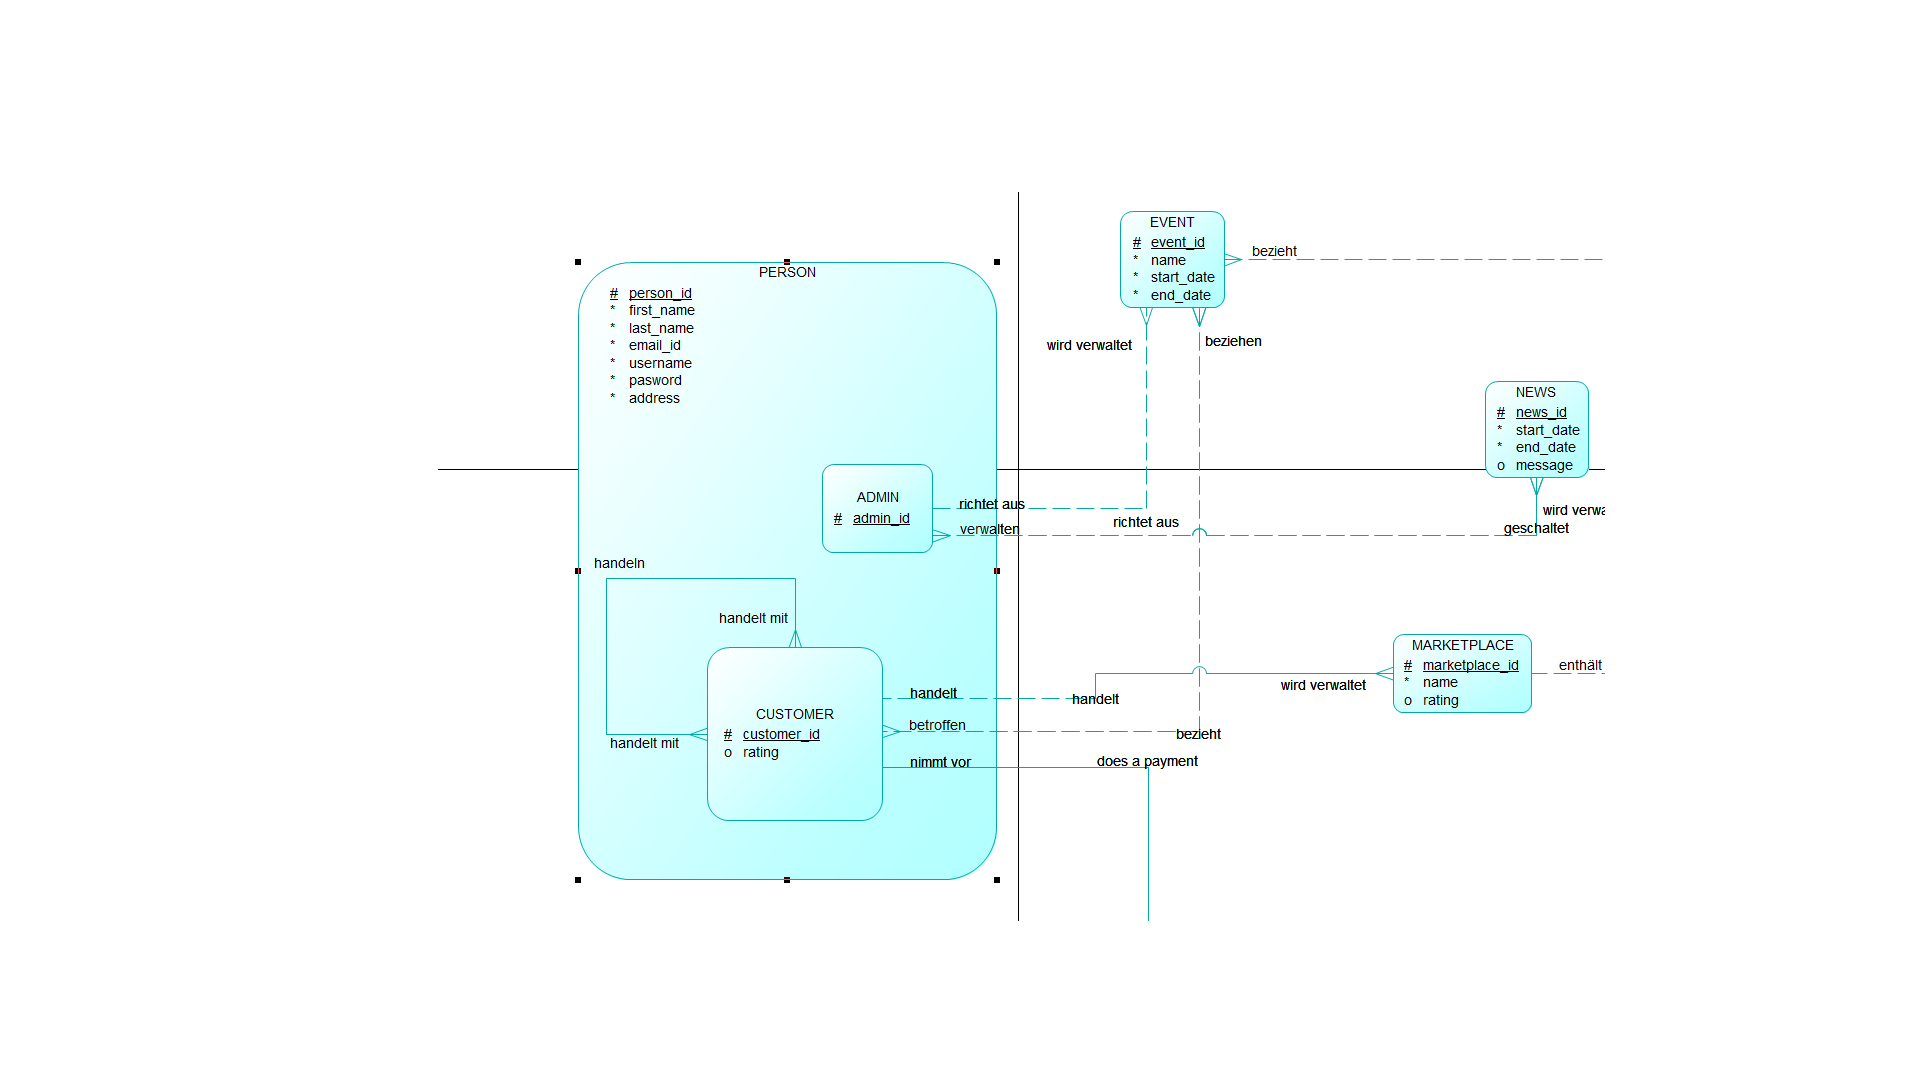 PERSON
# person_id
* first_name
* last_name
* email_id
* username
* pasword
* address
ADMIN
# admin_id
handeln
handelt mit
handelt mit
CUSTOMER
# customer_id
o rating
richtet aus
verwalten
handelt
betroffen
nimmt vor
EVENT
# event_id
* name
* start_date
* end_date
bezieht
wird verwaltet
beziehen
richtet aus
NEWS
# news_id
* start_date
* end_date
o message
wird verwa
geschaltet
MARKETPLACE
# marketplace_id
* name
o rating
enthält
wird verwaltet
handelt
bezieht
does a payment